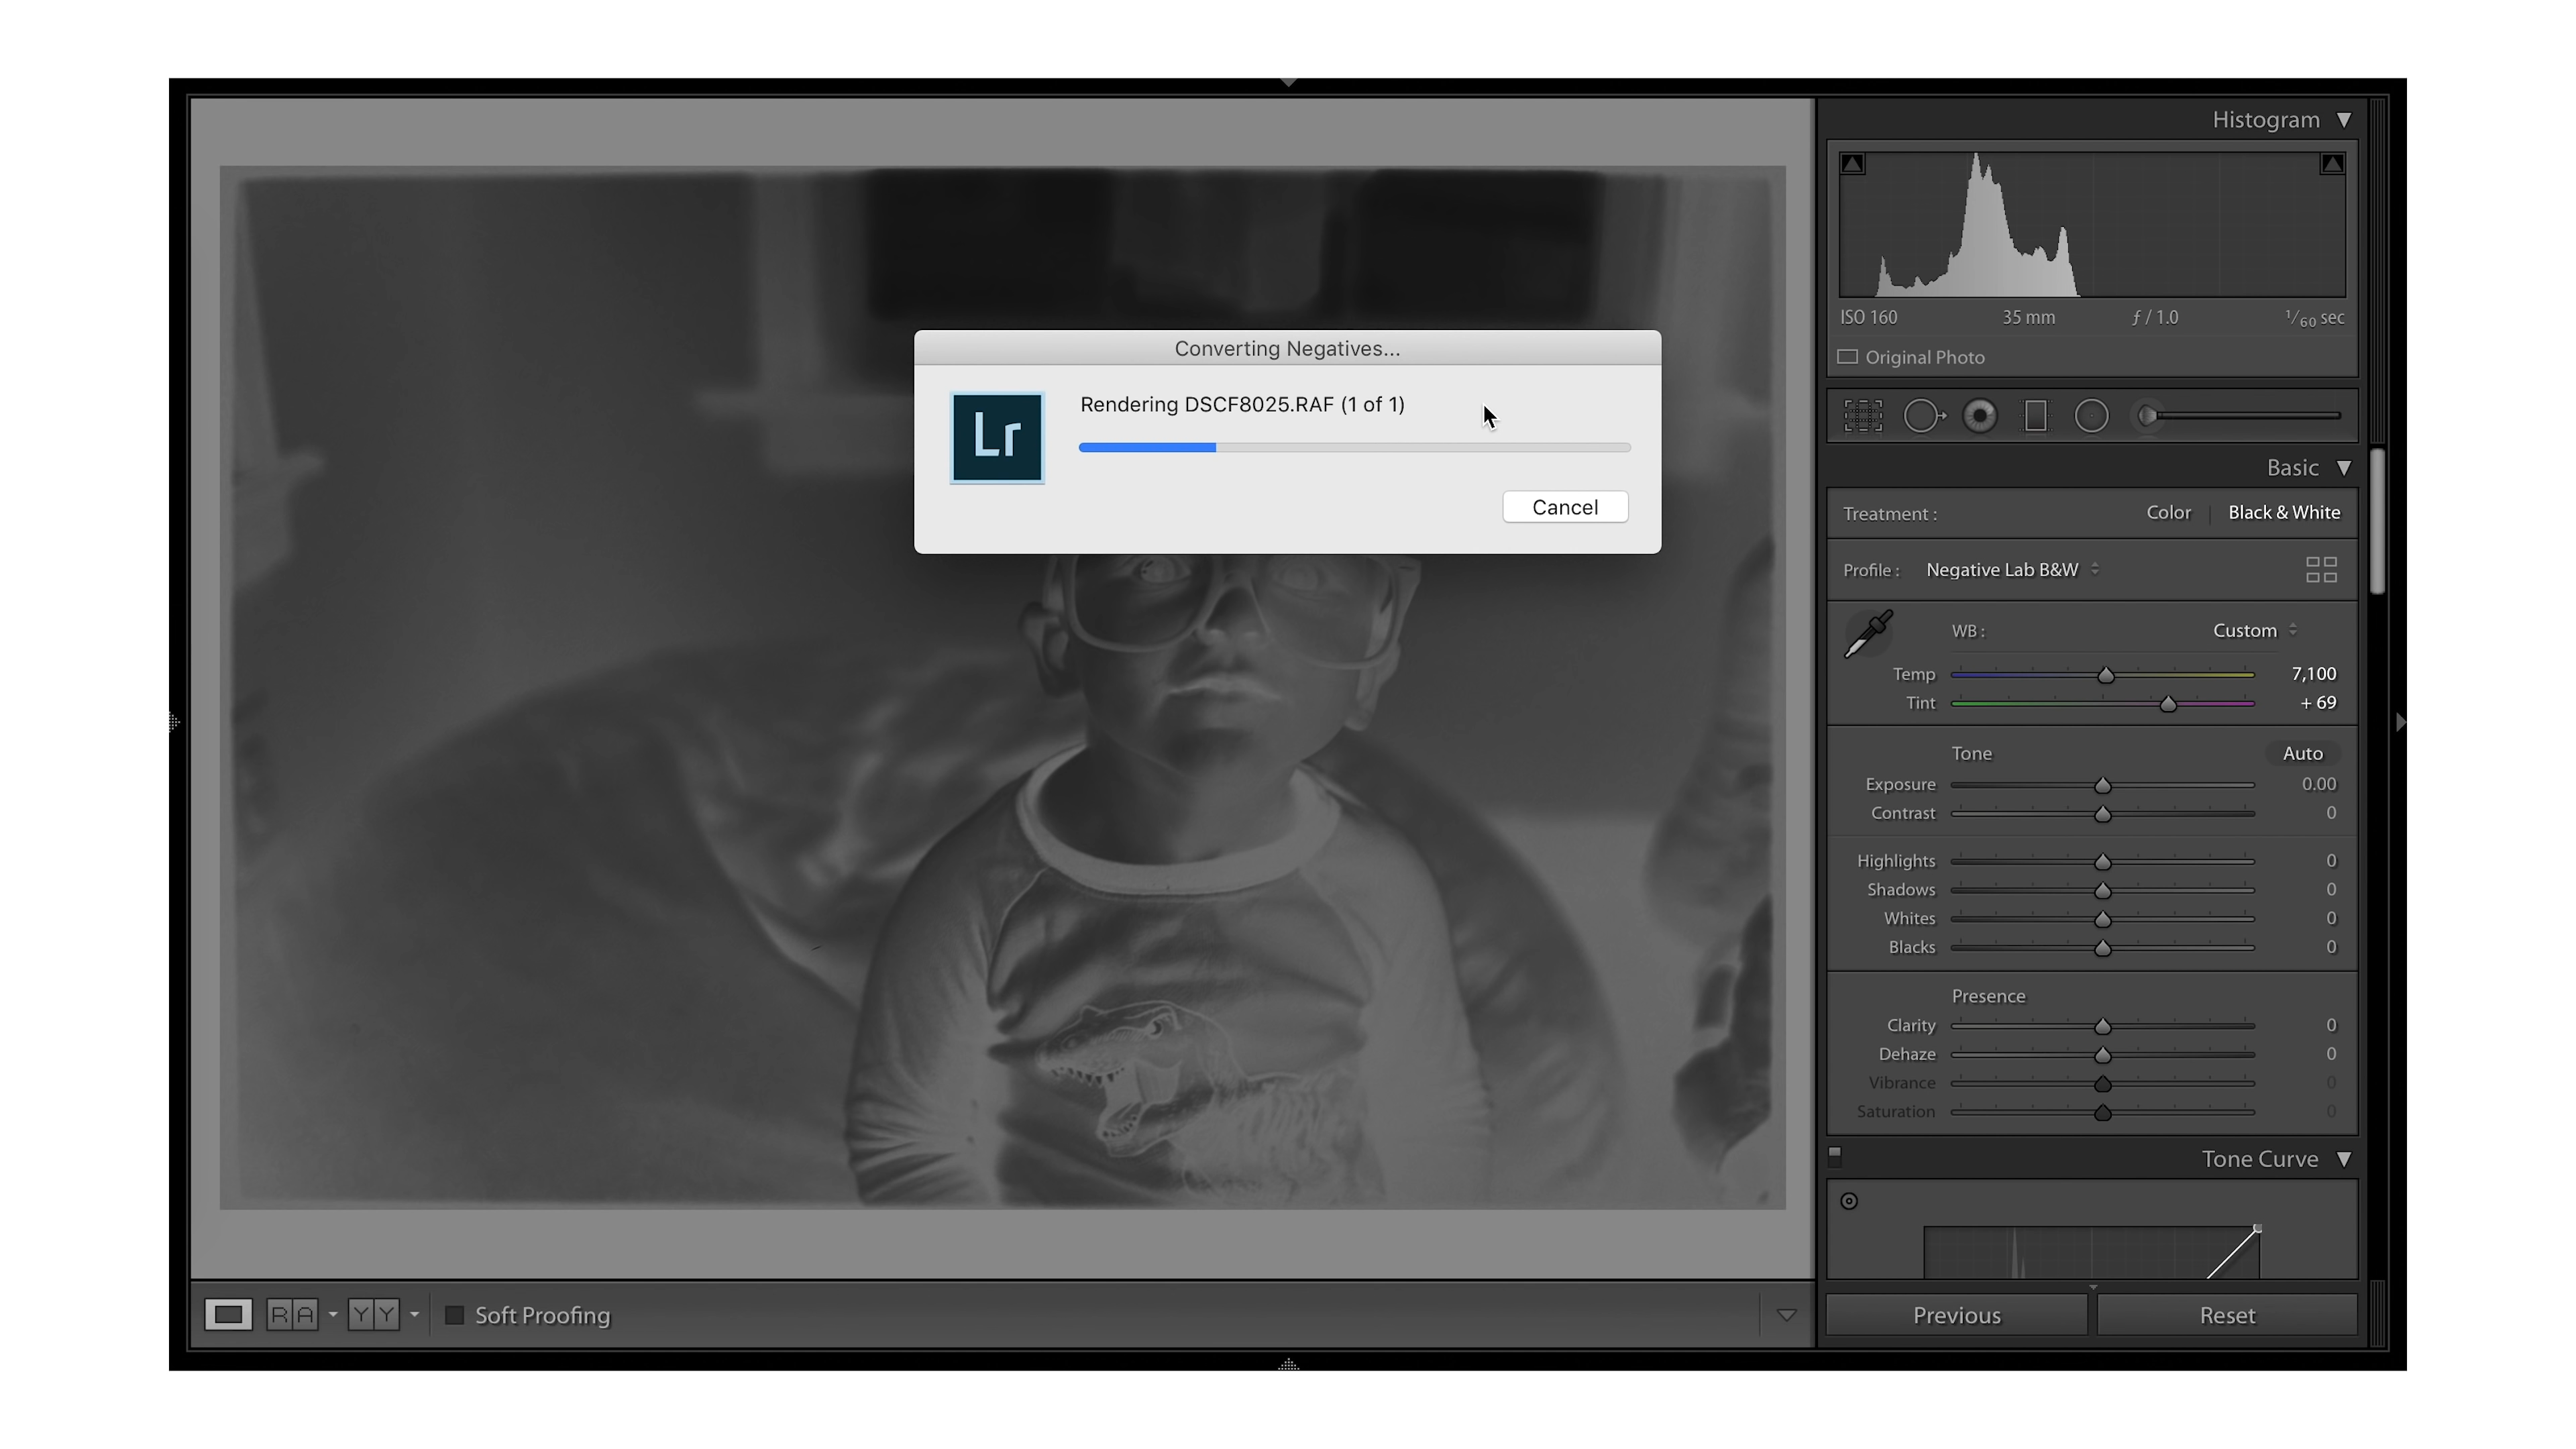 Histogram
ISO 160 35 mm ƒ / 1.0 1/60 sec
Original Photo
Converting Negatives...
Lr
Rendering DSCF8025.RAF (1 of 1)
Cancel
Basic
Treatment : Color Black & White
Profile : Negative Lab B&W
WB : Custom
Temp 7,100
Tint + 69
Tone Auto
Exposure 0.00
Contrast 0
Highlights 0
Shadows 0
Whites 0
Blacks 0
Presence
Clarity 0
Dehaze 0
Vibrance 0
Saturation 0
Tone Curve
R A Y Y Soft Proofing
Previous Reset